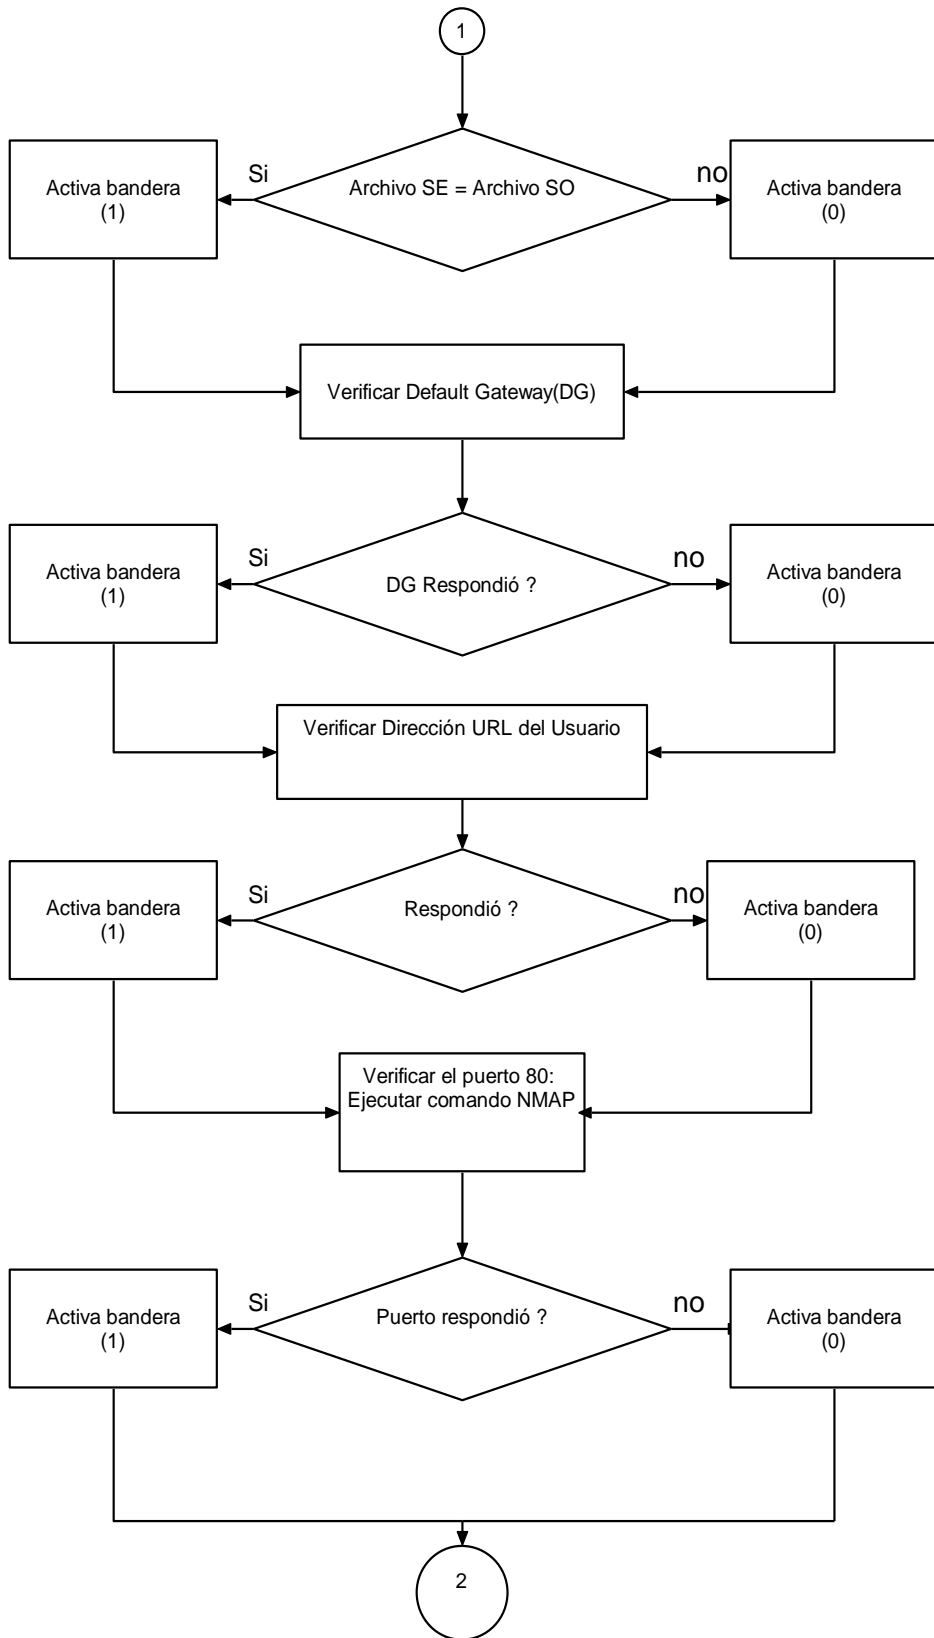 1
Si
Archivo SE = Archivo SO
no
Activa bandera
(1)
Activa bandera
(0)
Verificar Default Gateway(DG)
Si
DG Respondió ?
no
Activa bandera
(1)
Activa bandera
(0)
Verificar Dirección URL del Usuario
Si
Respondió ?
no
Activa bandera
(1)
Activa bandera
(0)
Verificar el puerto 80:
Ejecutar comando NMAP
Si
Puerto respondió ?
no
Activa bandera
(1)
Activa bandera
(0)
2